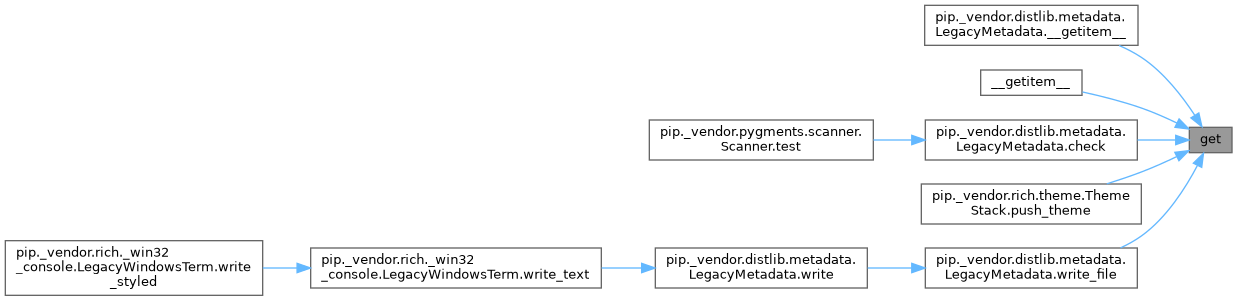 pip._vendor.distlib.metadata.
LegacyMetadata.__getitem__
__getitem__
pip._vendor.pygments.scanner.
Scanner.test
pip._vendor.distlib.metadata.
LegacyMetadata.check
get
pip._vendor.rich.theme.Theme
Stack.push_theme
pip._vendor.rich._win32
_console.LegacyWindowsTerm.write
_styled
pip._vendor.rich._win32
_console.LegacyWindowsTerm.write_text
pip._vendor.distlib.metadata.
LegacyMetadata.write
pip._vendor.distlib.metadata.
LegacyMetadata.write_file